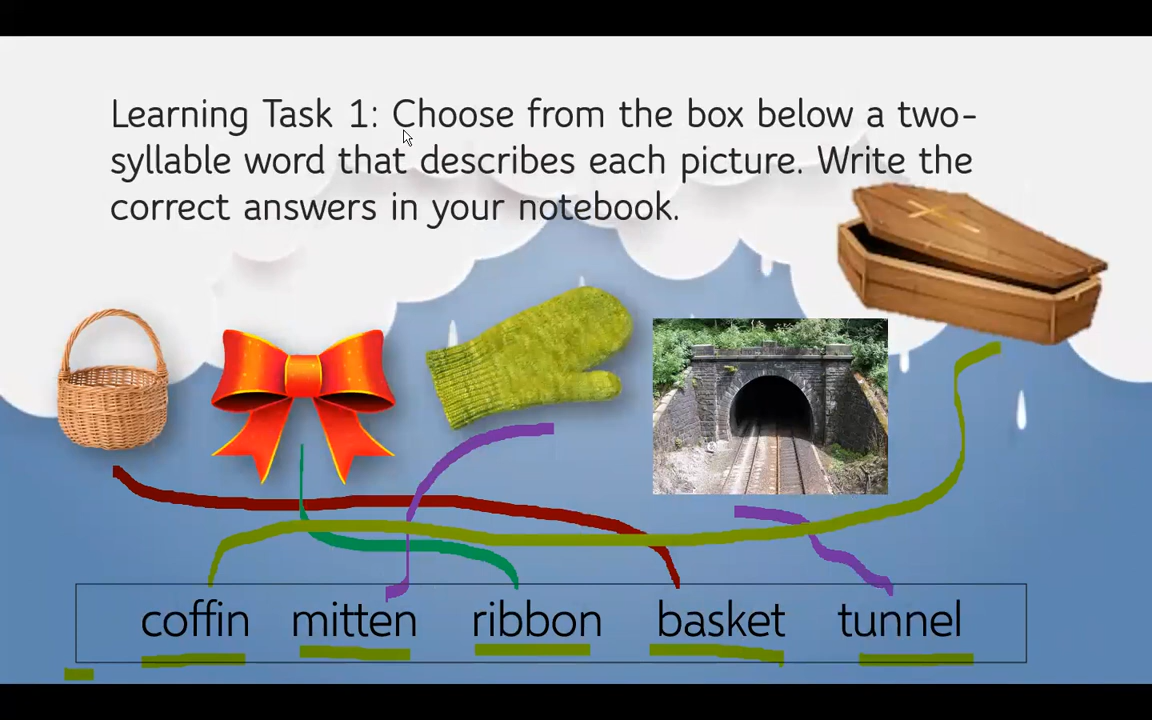 Learning Task 1: Choose from the box below a two-
syllable word that describes each picture. Write the
correct answers in your notebook.
coffin mitten ribbon basket tunnel